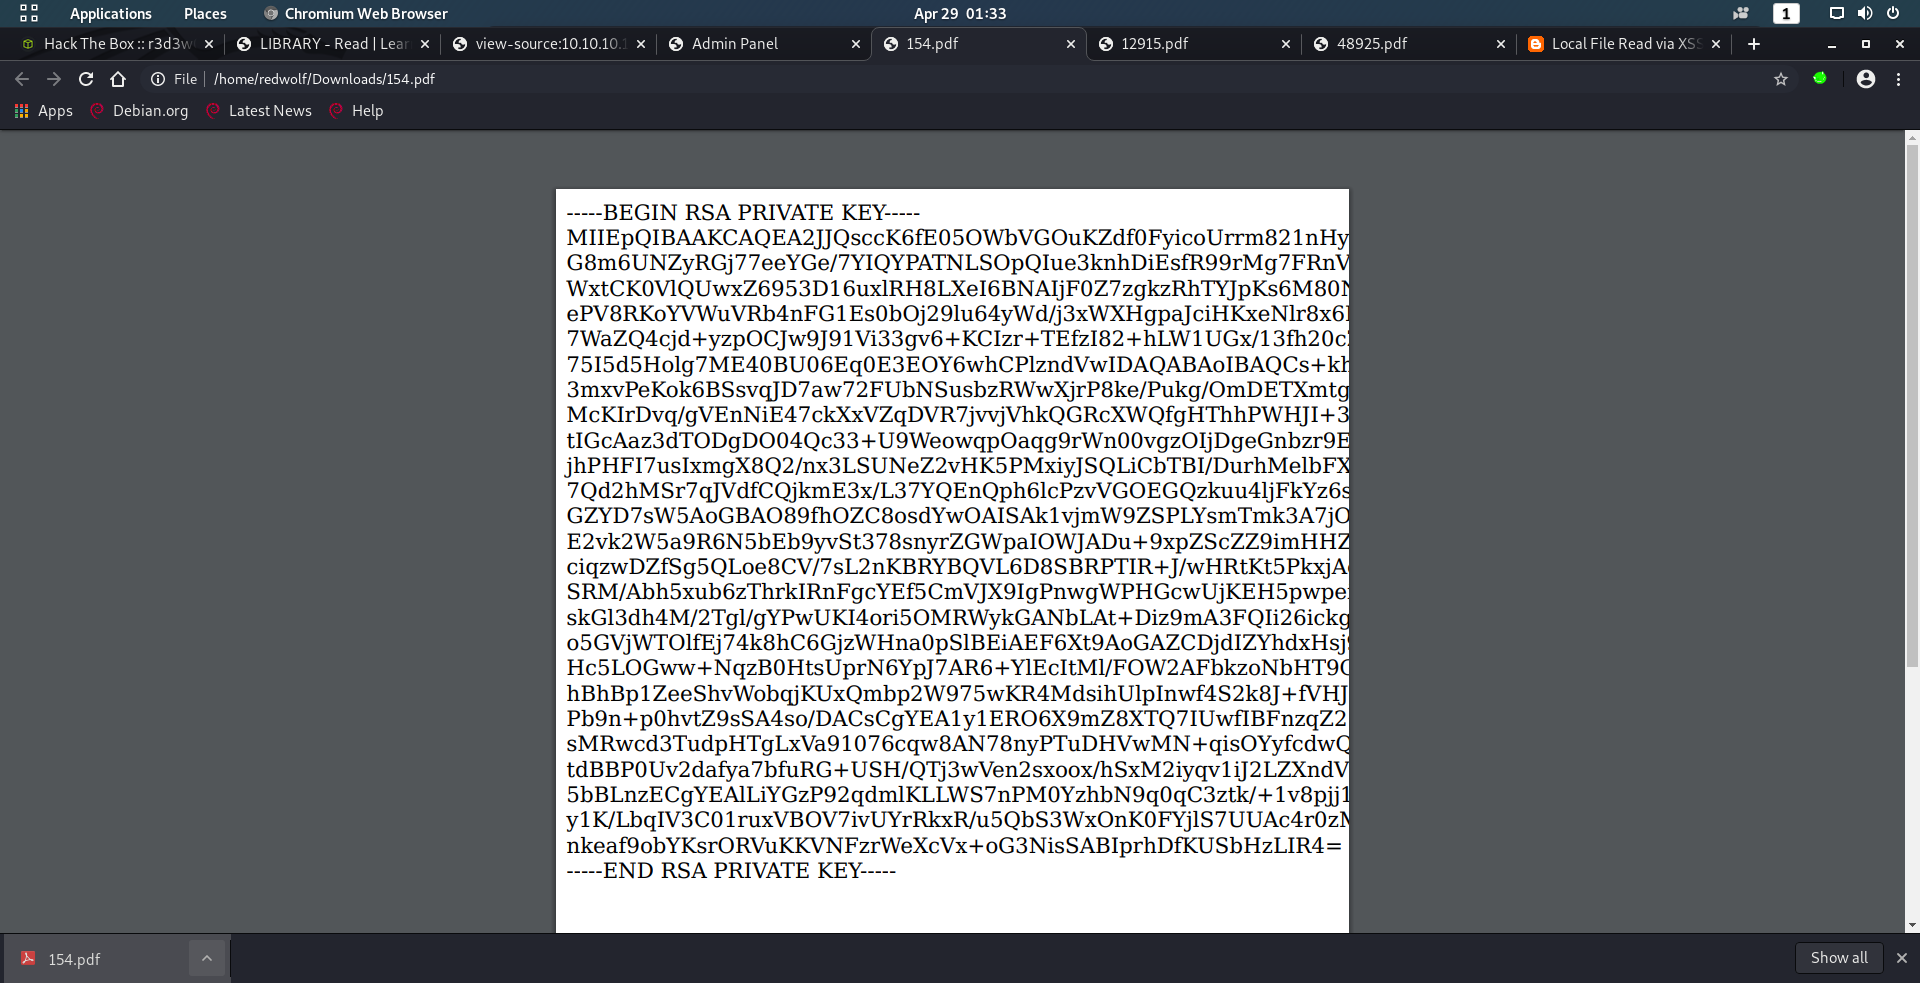 Applications Places Chromium Web Browser Apr 29 01:33 1
Hack The Box :: r3d3w LIBRARY - Read | Lear view-source:10.10.10.1 Admin Panel 154.pdf 12915.pdf 48925.pdf Local File Read via XSS
File /home/redwolf/Downloads/154.pdf
Apps Debian.org Latest News Help
-----BEGIN RSA PRIVATE KEY-----
MIIEpQIBAAKCAQEA2JJQsccK6fE05OWbVGOuKZdf0FyicoUrrm821nHy
G8m6UNZyRGj77eeYGe/7YIQYPATNLSOpQIue3knhDiEsfR99rMg7FRnV
WxtCK0VlQUwxZ6953D16uxlRH8LXeI6BNAIjF0Z7zgkzRhTYJpKs6M80N
ePV8RKoYVWuVRb4nFG1Es0bOj29lu64yWd/j3xWXHgpaJciHKxeNlr8x6
7WaZQ4cjd+yzpOCJw9J91Vi33gv6+KCIzr+TEfzI82+hLW1UGx/13fh20c
75I5d5Holg7ME40BU06Eq0E3EOY6whCPlzndVwIDAQABAoIBAQCs+kh
3mxvPeKok6BSsvqJD7aw72FUbNSusbzRWwXjrP8ke/Pukg/OmDETXmtg
McKIrDvq/gVEnNiE47ckXxVZqDVR7jvvjVhkQGRcXWQfgHThhPWHJI+3
tIGcAaz3dTODgDO04Qc33+U9WeowqpOaqg9rWn00vgzOIjDgeGnbzr9E
jhPHFI7usIxmgX8Q2/nx3LSUNeZ2vHK5PMxiyJSQLiCbTBI/DurhMelbFX
7Qd2hMSr7qJVdfCQjkmE3x/L37YQEnQph6lcPzvVGOEGQzkuu4ljFkYz6s
GZYD7sW5AoGBAO89fhOZC8osdYwOAISAk1vjmW9ZSPLYsmTmk3A7jO
E2vk2W5a9R6N5bEb9yvSt378snyrZGWpaIOWJADu+9xpZScZZ9imHHZ
ciqzwDZfSg5QLoe8CV/7sL2nKBRYBQVL6D8SBRPTIR+J/wHRtKt5PkxjA
SRM/Abh5xub6zThrkIRnFgcYEf5CmVJX9IgPnwgWPHGcwUjKEH5pwpe
skGl3dh4M/2Tgl/gYPwUKI4ori5OMRWykGANbLAt+Diz9mA3FQIi26ickg
o5GVjWTOlfEj74k8hC6GjzWHna0pSlBEiAEF6Xt9AoGAZCDjdIZYhdxHsj
Hc5LOGww+NqzB0HtsUprN6YpJ7AR6+YlEcItMl/FOW2AFbkzoNbHT9
hBhBp1ZeeShvWobqjKUxQmbp2W975wKR4MdsihUlpInwf4S2k8J+fVHJ
Pb9n+p0hvtZ9sSA4so/DACsCgYEA1y1ERO6X9mZ8XTQ7IUwfIBFnzqZ2
sMRwcd3TudpHTgLxVa91076cqw8AN78nyPTuDHVwMN+qisOYyfcdwQ
tdBBP0Uv2dafya7bfuRG+USH/QTj3wVen2sxoox/hSxM2iyqv1iJ2LZXndV
5bBLnzECgYEAlLiYGzP92qdmlKLLWS7nPM0YzhbN9q0qC3ztk/+1v8pjj1
y1K/LbqIV3C01ruxVBOV7ivUYrRkxR/u5QbS3WxOnK0FYjlS7UUAc4r0zM
nkeaf9obYKsrORVuKKVNFzrWeXcVx+oG3NisSABIprhDfKUSbHzLIR4=
-----END RSA PRIVATE KEY-----
154.pdf Show all